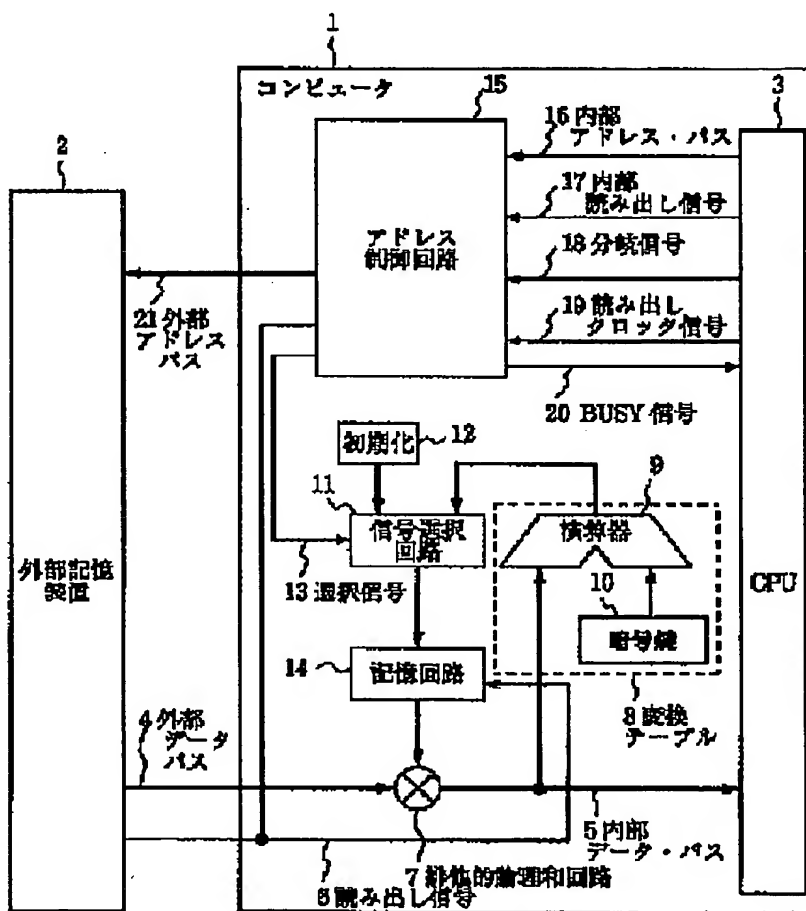 1
コンピュータ
15
3
16 内部
アドレス・バス
2
17 内部
読み出し信号
アドレス
制御回路
18 分岐信号
21 外部
アドレス
バス
19 読み出し
クロック信号
20 BUSY 信号
初期化
12
11
9
信号選択
回路
演算器
外部記憶
装置
13 選択信号
10
CPU
暗号鍵
14
記憶回路
4 外部
データ
バス
8 変換
テーブル
5 内部
データ・バス
7 排他的論理和回路
6 読み出し信号